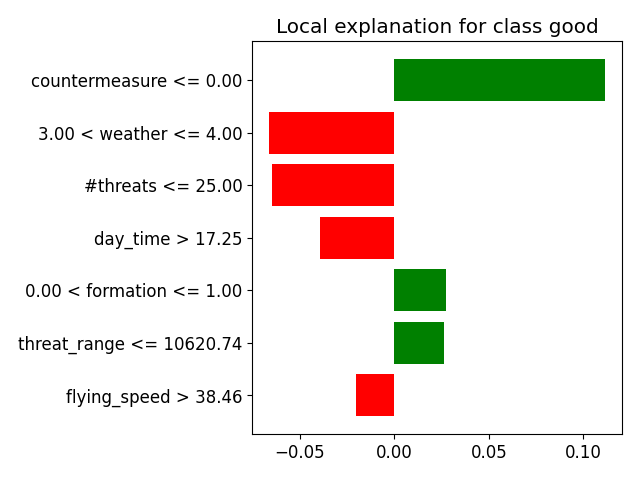 Local explanation for class good
countermeasure <= 0.00
3.00 < weather <= 4.00
#threats <= 25.00
day_time > 17.25
0.00 < formation <= 1.00
threat_range <= 10620.74
flying_speed > 38.46
−0.05 0.00 0.05 0.10